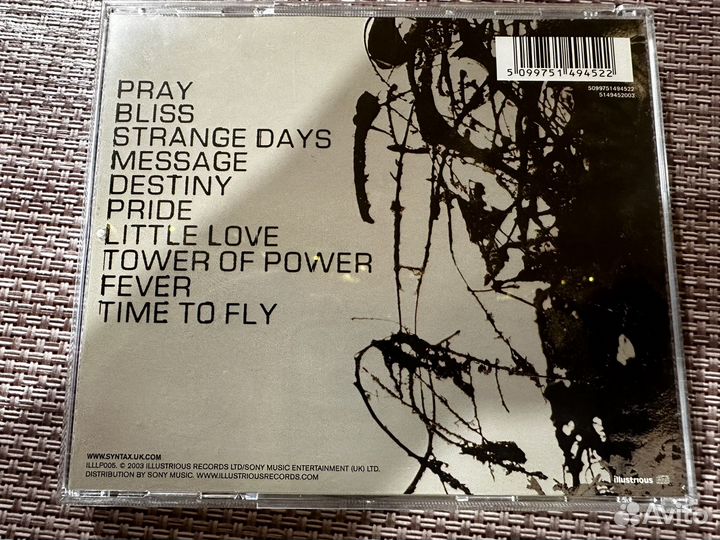 5 099751 494522
5099751494522
5149452003
PRAY
BLISS
STRANGE DAYS
MESSAGE
DESTINY
PRIDE
LITTLE LOVE
TOWER OF POWER
FEVER
TIME TO FLY
WWW.SYNTAX.UK.COM
ILLLP005. © 2003 ILLUSTRIOUS RECORDS LTD/SONY MUSIC ENTERTAINMENT (UK) LTD.
DISTRIBUTION BY SONY MUSIC. WWW.ILLUSTRIOUSRECORDS.COM
illustrious
Avito